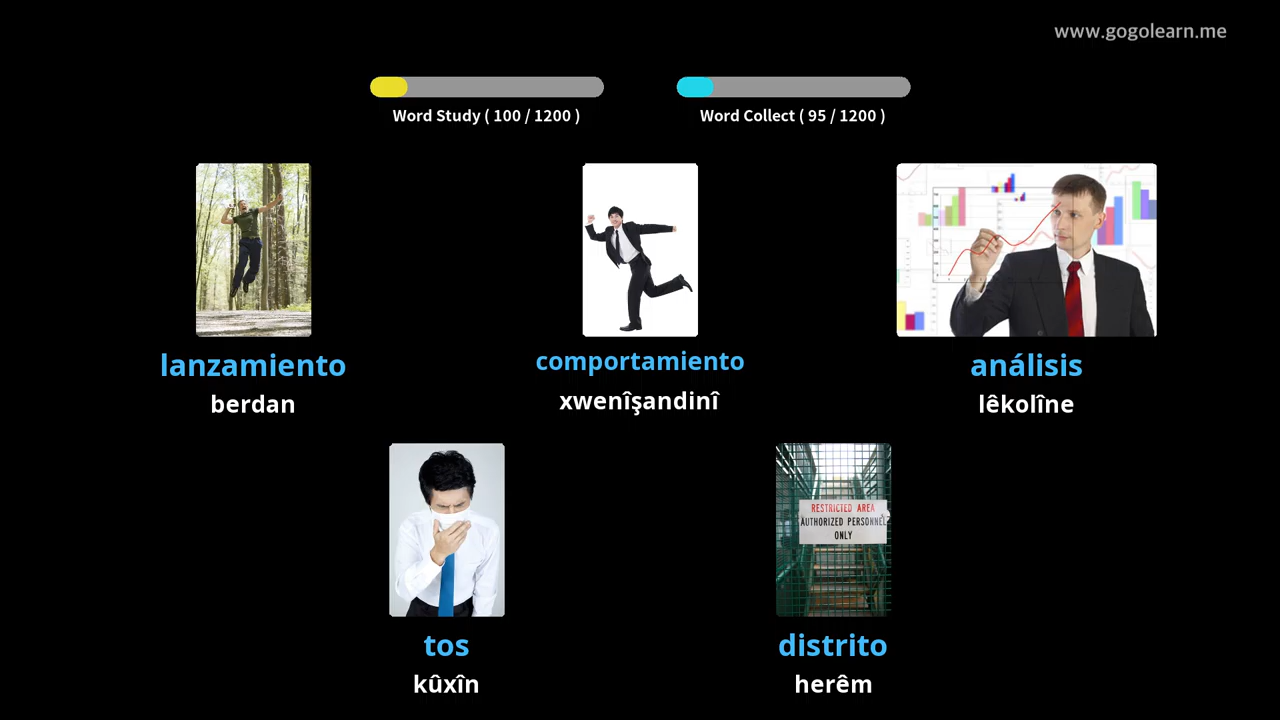 www.gogolearn.me
Word Study ( 100 / 1200 )
Word Collect ( 95 / 1200 )
lanzamiento
berdan
comportamiento
xwenîşandinî
análisis
lêkolîne
RESTRICTED AREA
AUTHORIZED PERSONNEL
ONLY
tos
kûxîn
distrito
herêm